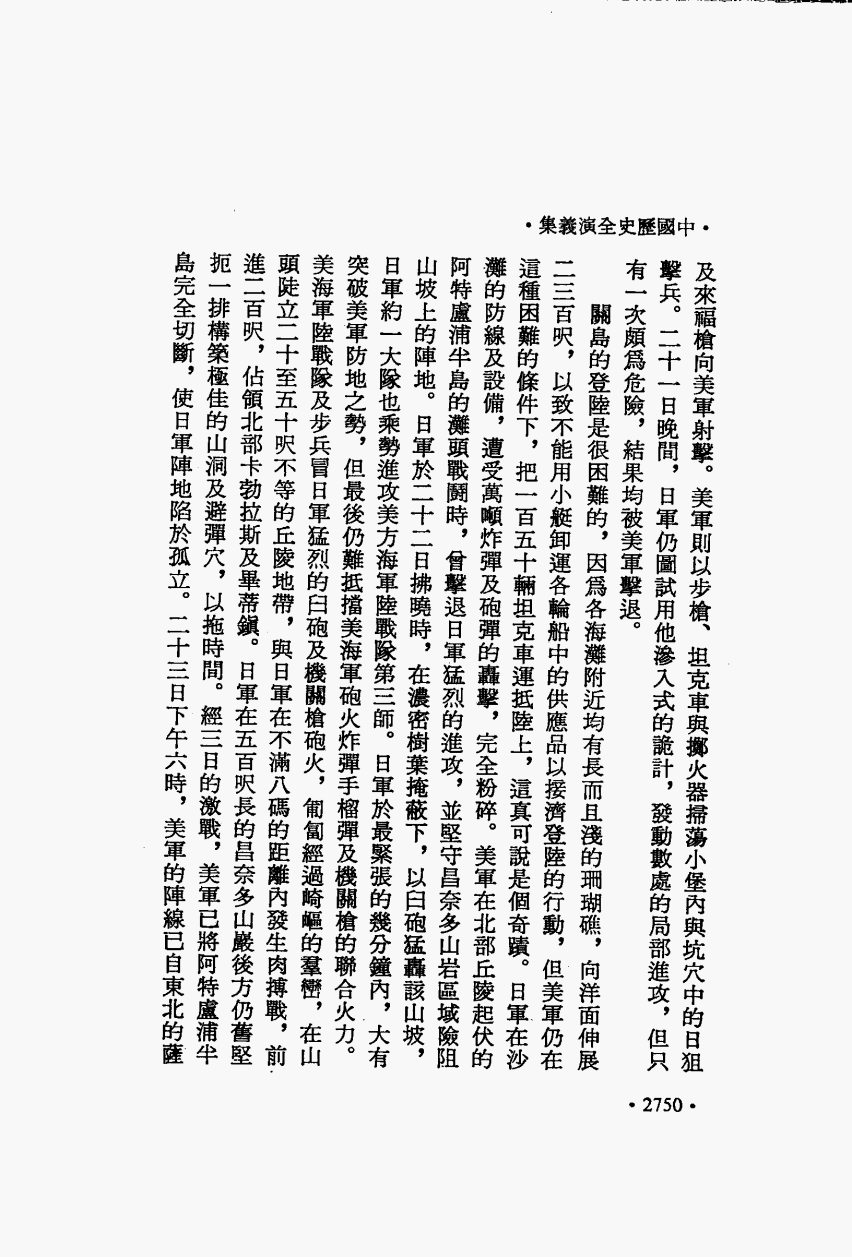 •中國歷史全演義集•
及來福槍向美軍射擊。美軍則以步槍、坦克車與擲火器掃蕩小堡內與坑穴中的日狙
擊兵。二十一日晚間，日軍仍圖試用他滲入式的詭計，發動數處的局部進攻，但只
有一次頗爲危險，結果均被美軍擊退。
關島的登陸是很困難的，因爲各海灘附近均有長而且淺的珊瑚礁，向洋面伸展
二三百呎，以致不能用小艇卸運各輪船中的供應品以接濟登陸的行動，但美軍仍在
這種困難的條件下，把一百五十輛坦克車運抵陸上，這真可說是個奇蹟。日軍在沙
灘的防線及設備，遭受萬噸炸彈及砲彈的轟擊，完全粉碎。美軍在北部丘陵起伏的
阿特盧浦半島的灘頭戰鬪時，曾擊退日軍猛烈的進攻，並堅守昌奈多山岩區域險阻
山坡上的陣地。日軍於二十二日拂曉時，在濃密樹葉掩蔽下，以臼砲猛轟該山坡，
日軍約一大隊也乘勢進攻美方海軍陸戰隊第三師。日軍於最緊張的幾分鐘內，大有
突破美軍防地之勢，但最後仍難抵擋美海軍砲火炸彈手榴彈及機關槍的聯合火力。
美海軍陸戰隊及步兵冒日軍猛烈的臼砲及機關槍砲火，匍匐經過崎嶇的羣巒，在山
頭陡立二十至五十呎不等的丘陵地帶，與日軍在不滿八碼的距離內發生肉搏戰，前
進二百呎，佔領北部卡勃拉斯及畢蒂鎭。日軍在五百呎長的昌奈多山巖後方仍舊堅
扼一排構築極佳的山洞及避彈穴，以拖時間。經三日的激戰，美軍已將阿特盧浦半
島完全切斷，使日軍陣地陷於孤立。二十三日下午六時，美軍的陣線已自東北的薩
•2750•